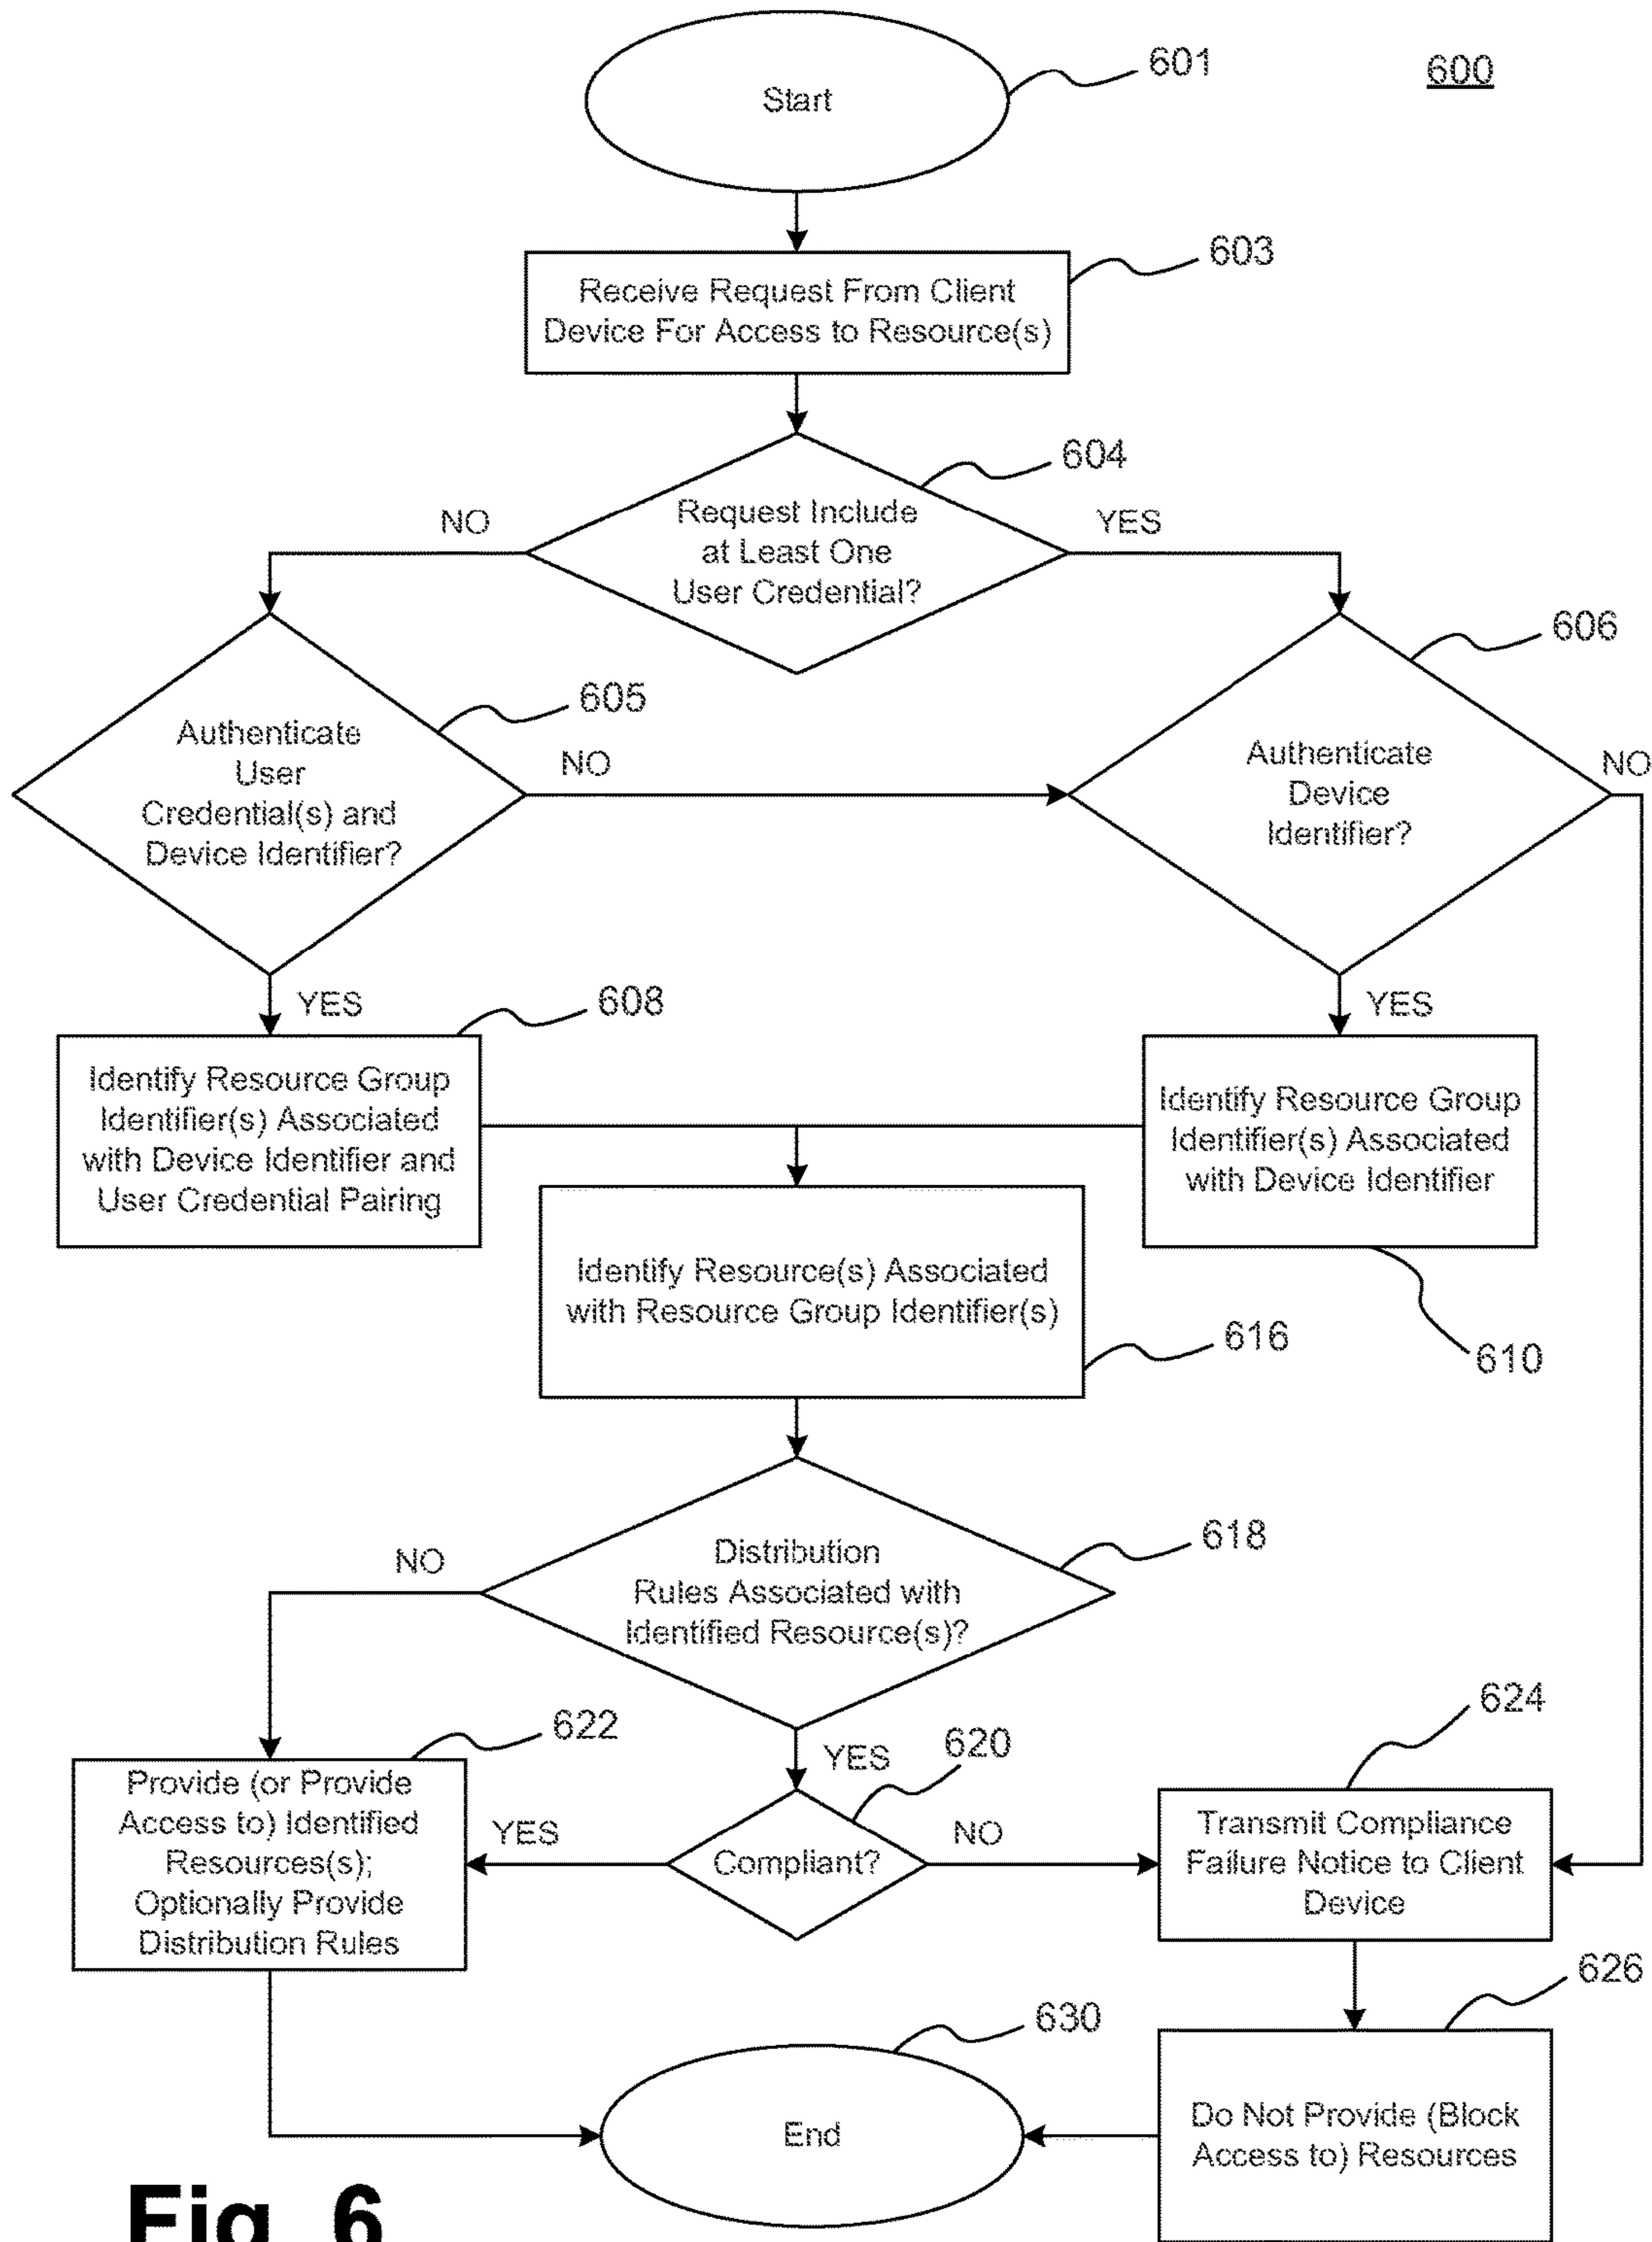 601
600
Start
603
Receive Request From Client
Device For Access to Resource(s)
604
NO
Request Include
at Least One
User Credential?
YES
606
605
Authenticate
User
Credential(s) and
Device Identifier?
NO
Authenticate
Device
Identifier?
NO
YES
608
YES
Identify Resource Group
Identifier(s) Associated
with Device Identifier and
User Credential Pairing
Identify Resource Group
Identifier(s) Associated
with Device Identifier
Identify Resource(s) Associated
with Resource Group Identifier(s)
616
610
618
NO
Distribution
Rules Associated with
Identified Resource(s)?
624
622
YES
620
Provide (or Provide
Access to) Identified
Resources(s);
Optionally Provide
Distribution Rules
YES
Compliant?
NO
Transmit Compliance
Failure Notice to Client
Device
626
630
End
Do Not Provide (Block
Access to) Resources
Fig. 6